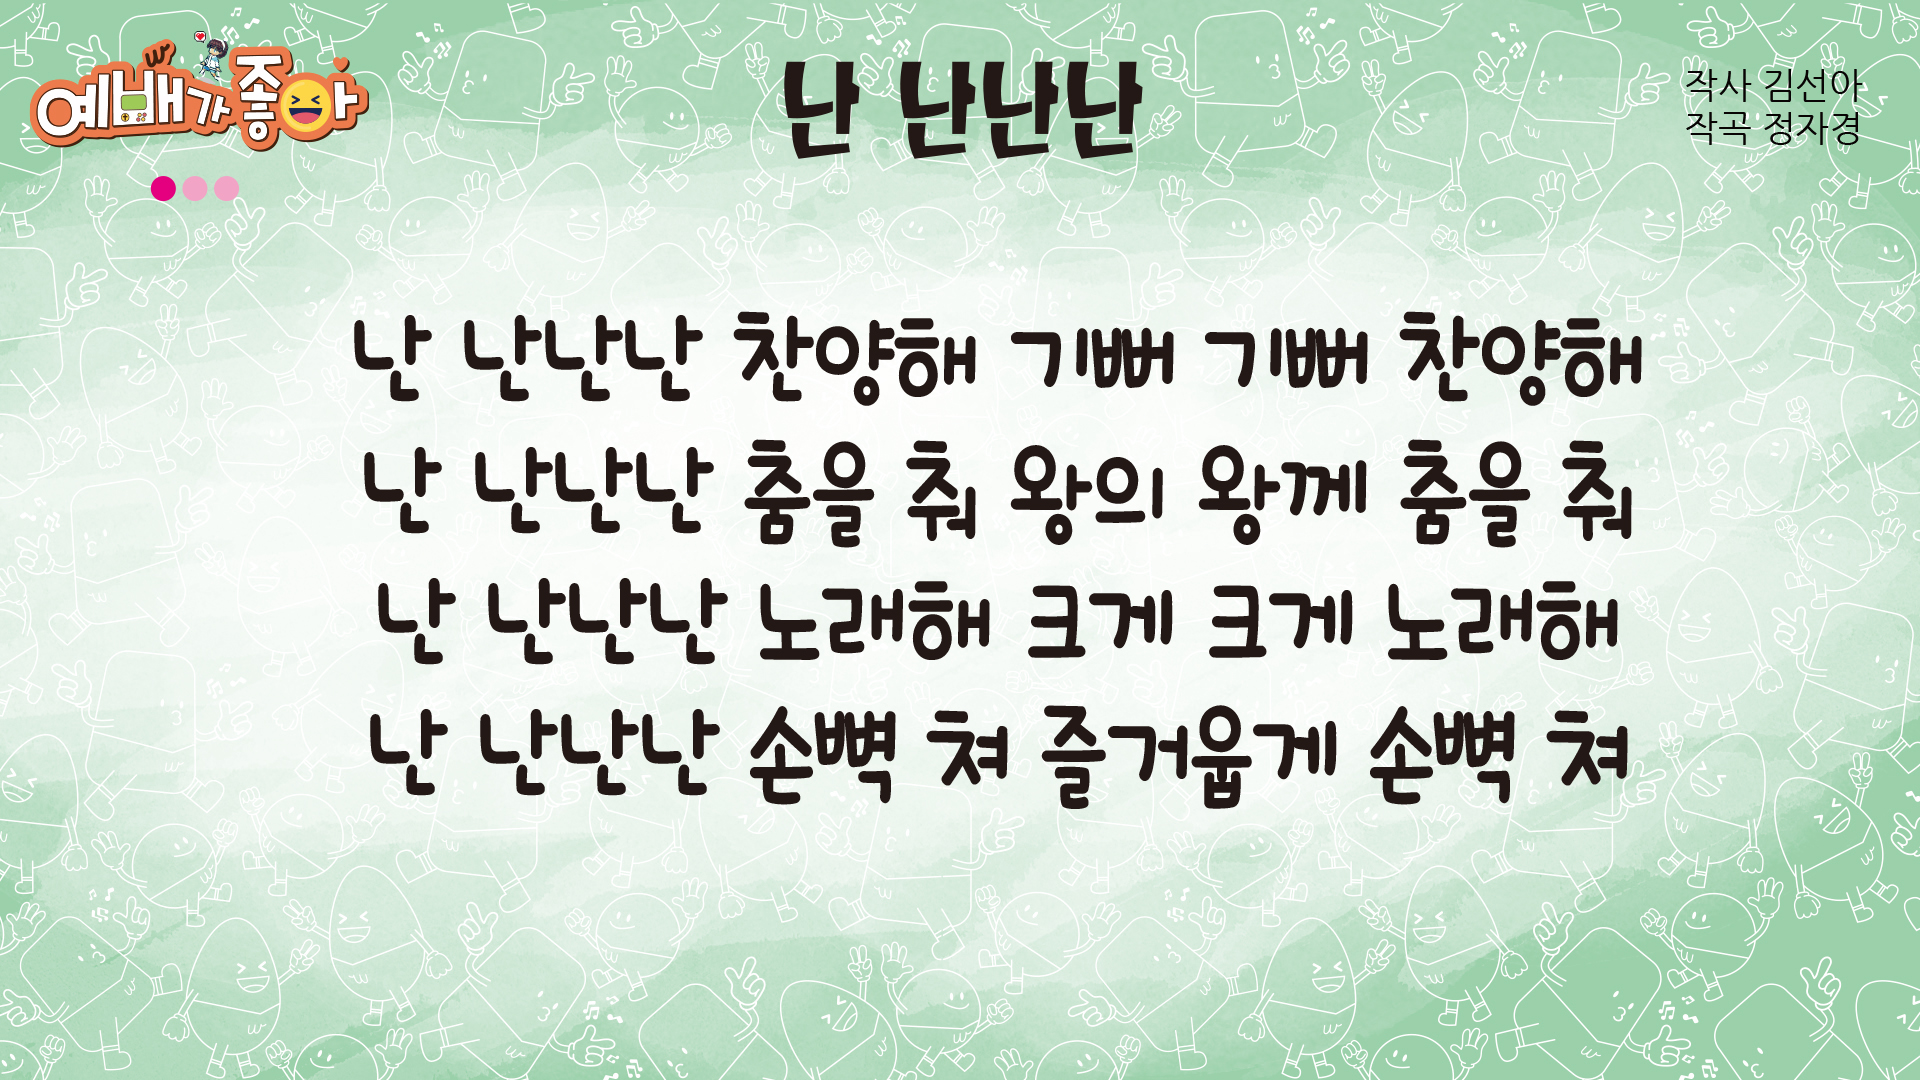 예배가 좋아
난 난난난
작사 김선아
작곡 정자경
난 난난난 찬양해 기뻐 기뻐 찬양해
난 난난난 춤을 춰 왕의 왕께 춤을 춰
난 난난난 노래해 크게 크게 노래해
난 난난난 손뼉 쳐 즐거웁게 손뼉 쳐